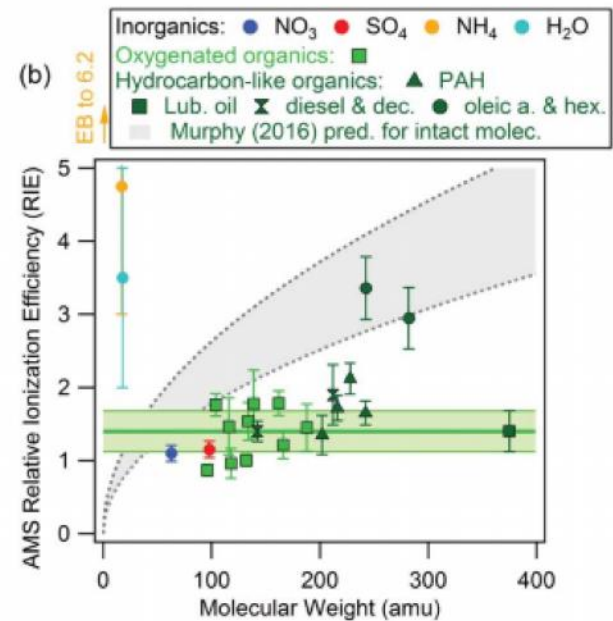 Inorganics: NO3 SO4 NH4 H2O
Oxygenated organics:
Hydrocarbon-like organics: PAH
Lub. oil diesel & dec. oleic a. & hex.
Murphy (2016) pred. for intact molec.
(b)
EB to 6.2
AMS Relative Ionization Efficiency (RIE)
5
4
3
2
1
0
0 100 200 300 400
Molecular Weight (amu)